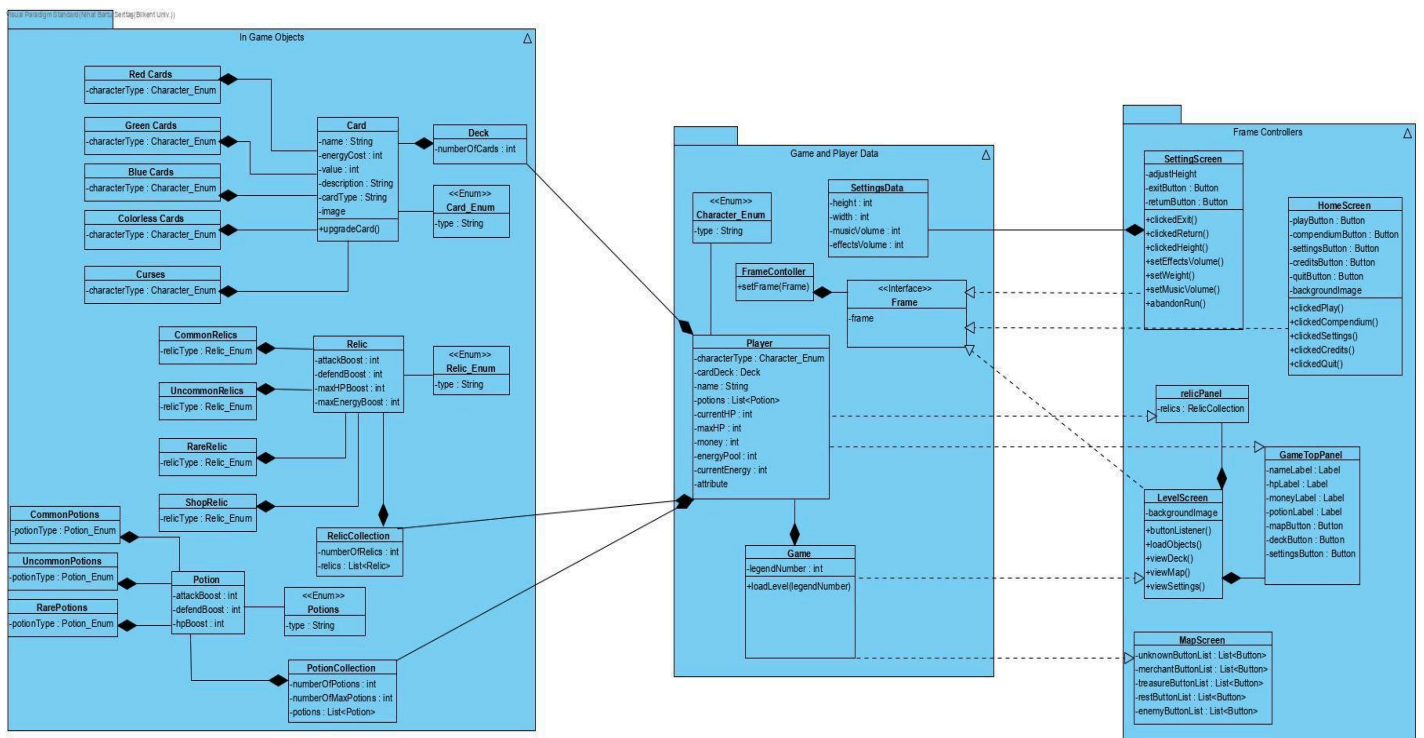 Visual Paradigm Standard(Nihat Bartu Serttaş(Bilkent Univ.))
In Game Objects
Red Cards
-characterType : Character_Enum
Green Cards
-characterType : Character_Enum
Blue Cards
-characterType : Character_Enum
Colorless Cards
-characterType : Character_Enum
Curses
-characterType : Character_Enum
Card
-name : String
-energyCost : int
-value : int
-description : String
-cardType : String
-image
+upgradeCard()
Deck
-numberOfCards : int
<<Enum>>
Card_Enum
-type : String
CommonRelics
-relicType : Relic_Enum
UncommonRelics
-relicType : Relic_Enum
RareRelic
-relicType : Relic_Enum
ShopRelic
-relicType : Relic_Enum
Relic
-attackBoost : int
-defendBoost : int
-maxHPBoost : int
-maxEnergyBoost : int
<<Enum>>
Relic_Enum
-type : String
RelicCollection
-numberOfRelics : int
-relics : List<Relic>
CommonPotions
-potionType : Potion_Enum
UncommonPotions
-potionType : Potion_Enum
RarePotions
-potionType : Potion_Enum
Potion
-attackBoost : int
-defendBoost : int
-hpBoost : int
<<Enum>>
Potions
-type : String
PotionCollection
-numberOfPotions : int
-numberOfMaxPotions : int
-potions : List<Potion>
Game and Player Data
<<Enum>>
Character_Enum
-type : String
SettingsData
-height : int
-width : int
-musicVolume : int
-effectsVolume : int
FrameContoller
+setFrame(Frame)
<<Interface>>
Frame
-frame
Player
-characterType : Character_Enum
-cardDeck : Deck
-name : String
-potions : List<Potion>
-currentHP : int
-maxHP : int
-money : int
-energyPool : int
-currentEnergy : int
-attribute
Game
-legendNumber : int
+loadLevel(legendNumber)
Frame Controllers
SettingScreen
-adjustHeight
-exitButton : Button
-returnButton : Button
+clickedExit()
+clickedReturn()
+clickedHeight()
+setEffectsVolume()
+setWeight()
+setMusicVolume()
+abandonRun()
HomeScreen
-playButton : Button
-compendiumButton : Button
-settingsButton : Button
-creditsButton : Button
-quitButton : Button
-backgroundImage
+clickedPlay()
+clickedCompendium()
+clickedSettings()
+clickedCredits()
+clickedQuit()
relicPanel
-relics : RelicCollection
GameTopPanel
-nameLabel : Label
-hpLabel : Label
-moneyLabel : Label
-potionLabel : Label
-mapButton : Button
-deckButton : Button
-settingsButton : Button
LevelScreen
-backgroundImage
+buttonListener()
+loadObjects()
+viewDeck()
+viewMap()
+viewSettings()
MapScreen
-unknownButtonList : List<Button>
-merchantButtonList : List<Button>
-treasureButtonList : List<Button>
-restButtonList : List<Button>
-enemyButtonList : List<Button>